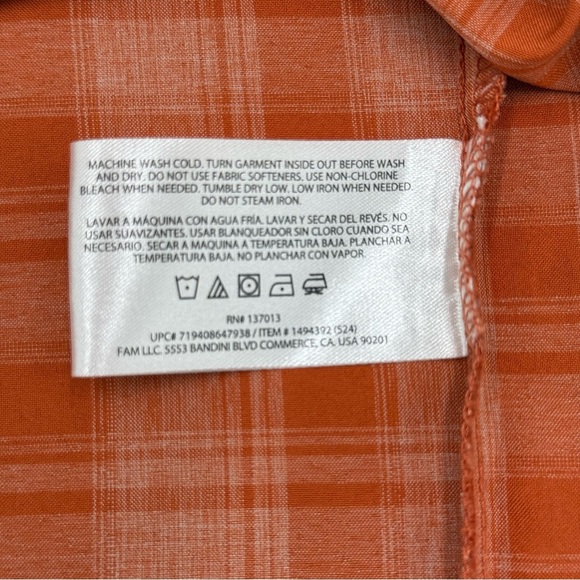 MACHINE WASH COLD. TURN GARMENT INSIDE OUT BEFORE WASH
AND DRY. DO NOT USE FABRIC SOFTENERS. USE NON-CHLORINE
BLEACH WHEN NEEDED. TUMBLE DRY LOW. LOW IRON WHEN NEEDED.
DO NOT STEAM IRON.
LAVAR A MÁQUINA CON AGUA FRÍA. LAVAR Y SECAR DEL REVÉS. NO
USAR SUAVIZANTES. USAR BLANQUEADOR SIN CLORO CUANDO SEA
NECESARIO. SECAR A MAQUINA A TEMPERATURA BAJA. PLANCHAR A
TEMPERATURA BAJA. NO PLANCHAR CON VAPOR.
RN# 137013
UPC# 719408647938 / ITEM # 1494392 (S24)
FAM LLC. 5553 BANDINI BLVD COMMERCE, CA. USA 90201